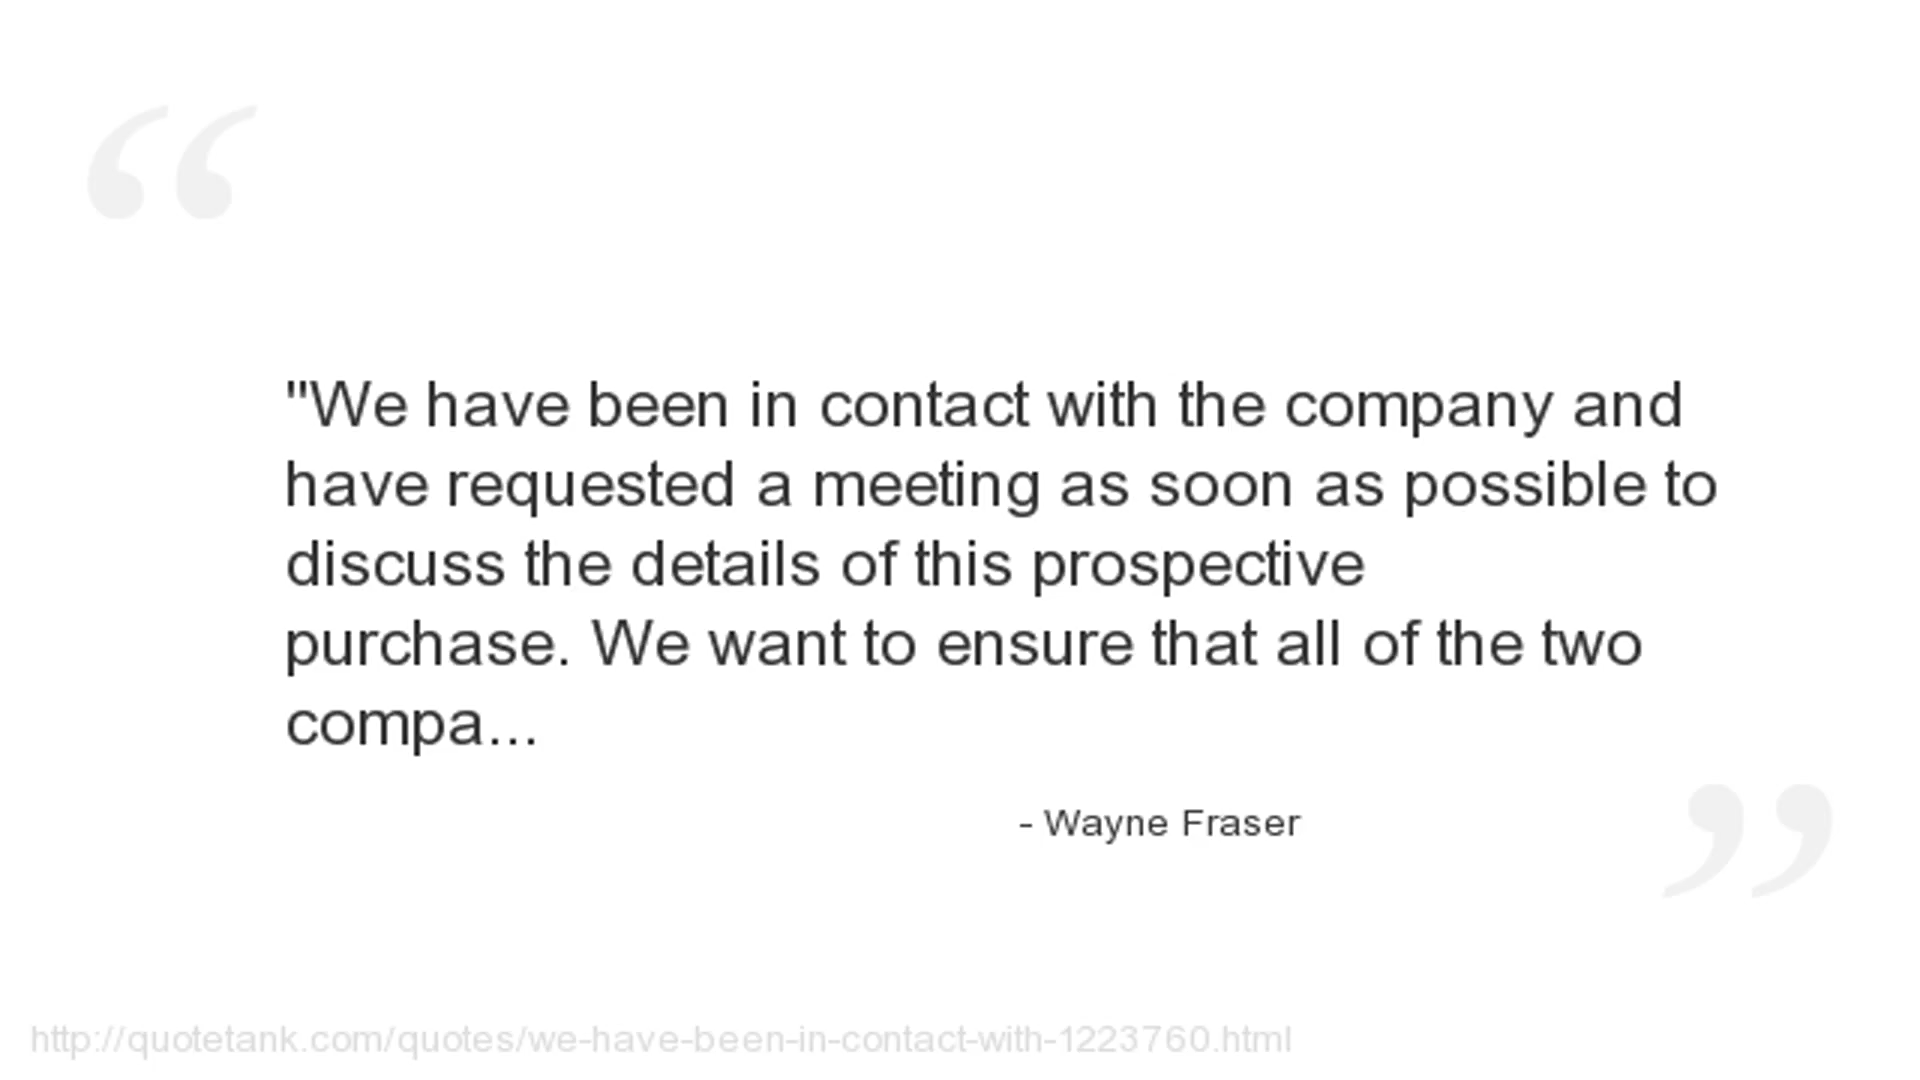 "We have been in contact with the company and
have requested a meeting as soon as possible to
discuss the details of this prospective
purchase. We want to ensure that all of the two
compa...
- Wayne Fraser
http://quotetank.com/quotes/we-have-been-in-contact-with-1223760.html